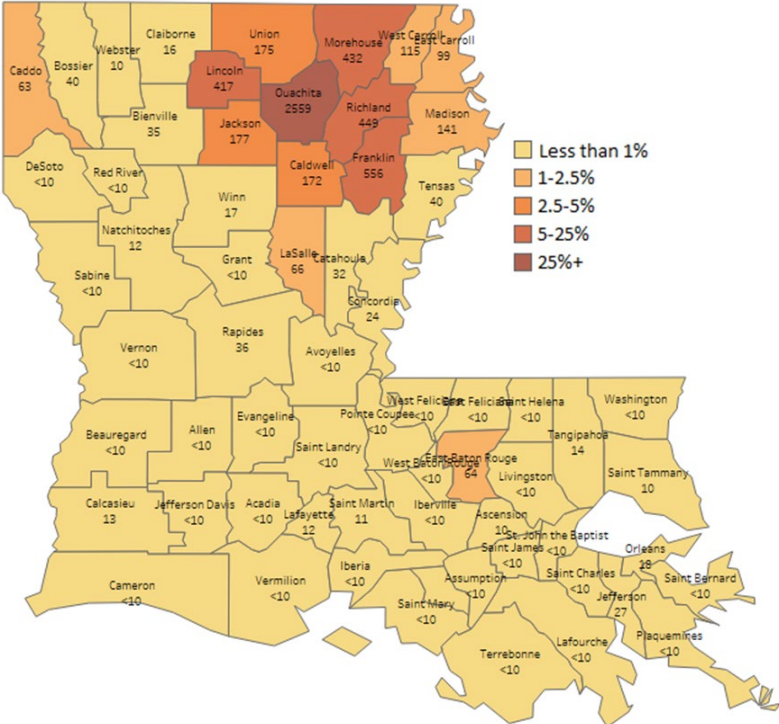 Claiborne
16
Union
175
Morehouse
432
West Carroll
115
East Carroll
99
Webster
10
Bossier
40
Caddo
63
Lincoln
417
Ouachita
2559
Richland
449
Madison
141
Bienville
35
Jackson
177
Less than 1%
1-2.5%
2.5-5%
5-25%
25%+
DeSoto
<10
Red River
<10
Caldwell
172
Franklin
556
Tensas
40
Winn
17
Natchitoches
12
LaSalle
66
Catahoula
32
Grant
<10
Sabine
<10
Concordia
24
Rapides
36
Vernon
<10
Avoyelles
<10
West Feliciana
<10
East Feliciana
<10
Saint Helena
<10
Washington
<10
Pointe Coupee
<10
Evangeline
<10
Allen
<10
Beauregard
<10
Tangipahoa
14
Saint Landry
<10
West Baton Rouge
<10
East Baton Rouge
64
Livingston
<10
Saint Tammany
10
Calcasieu
13
Jefferson Davis
<10
Acadia
<10
Lafayette
12
Saint Martin
11
Iberville
<10
Ascension
10
St. John the Baptist
<10
Saint James
<10
Orleans
18
Cameron
<10
Vermilion
<10
Iberia
<10
Assumption
<10
Saint Charles
<10
Saint Bernard
<10
Jefferson
27
Saint Mary
<10
Plaquemines
<10
Lafourche
<10
Terrebonne
<10